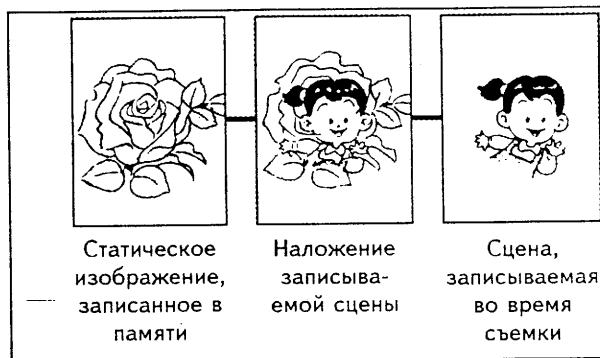 Статическое
изображение,
записанное в
памяти
Наложение
записыва-
емой сцены
Сцена,
записываемая
во время
съемки